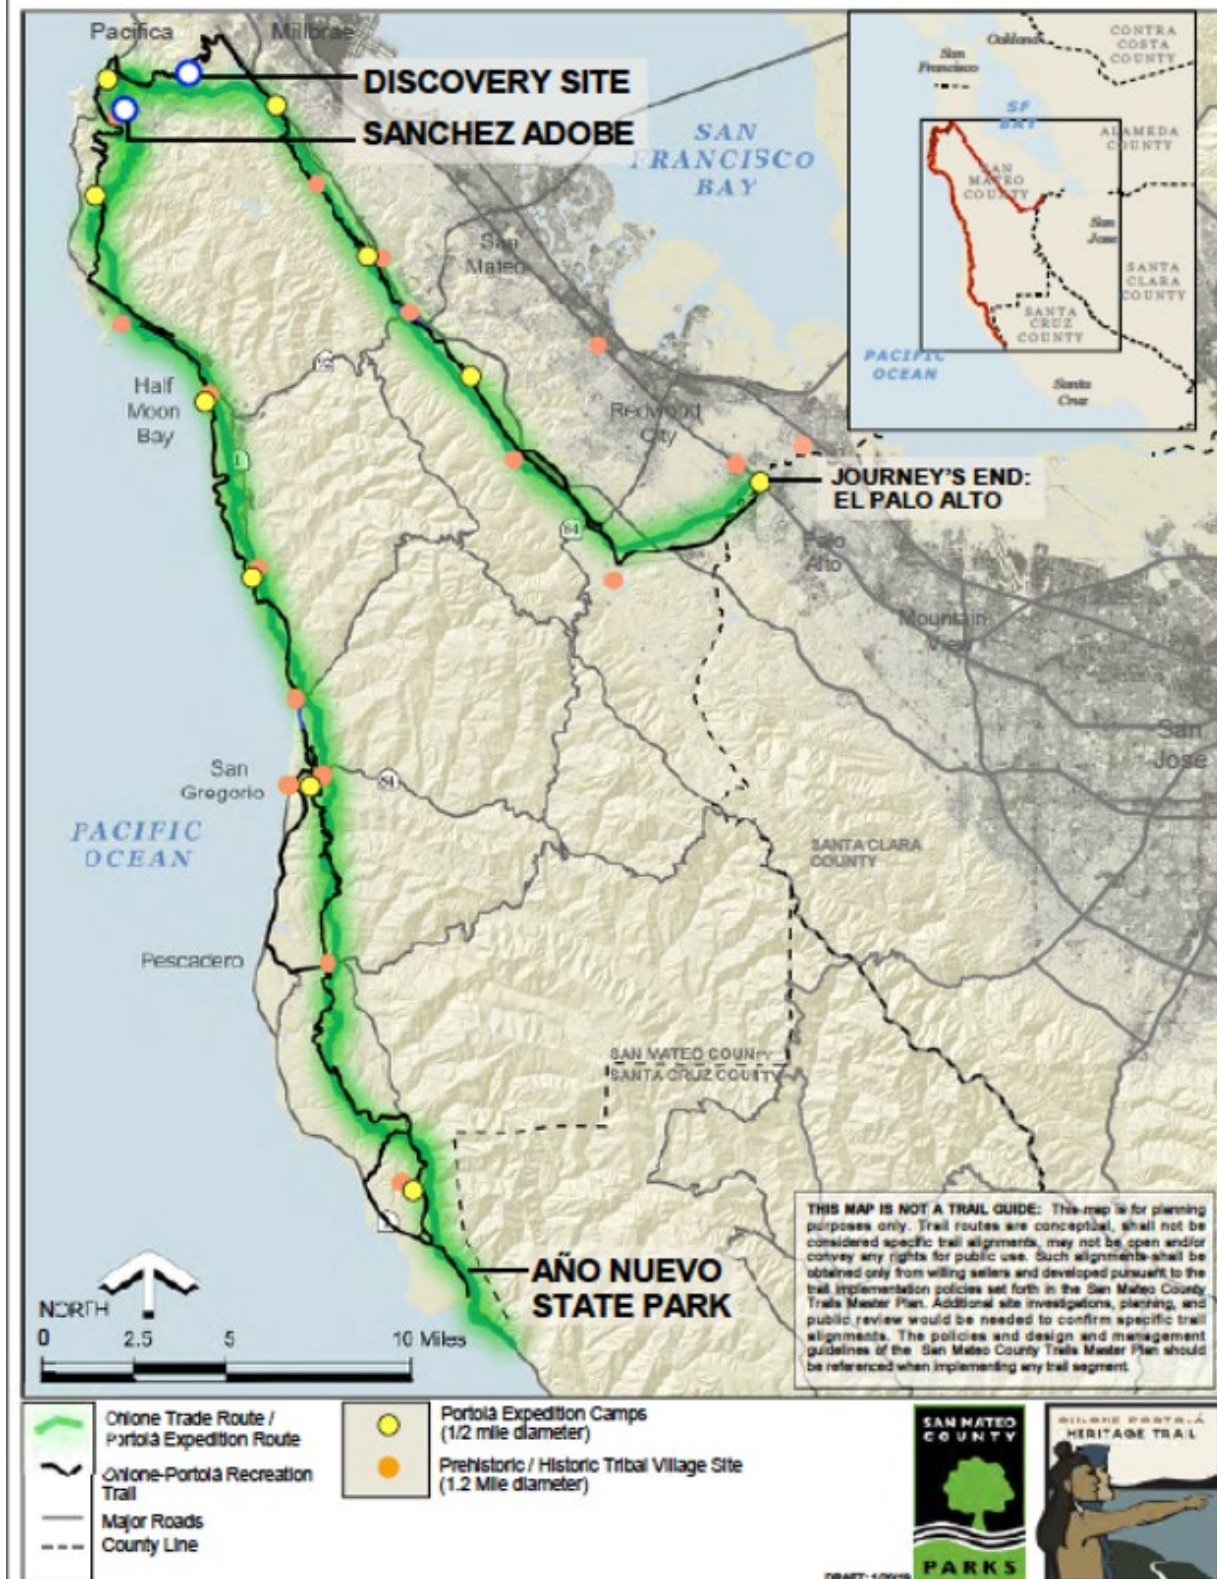 Pacifica
Millbrae
DISCOVERY SITE
SANCHEZ ADOBE
SAN
FRANCISCO
BAY
San
Mateo
Oakland
San
Francisco
CONTRA
COSTA
COUNTY
SF
BAY
ALAMEDA
COUNTY
SAN
MATEO
COUNTY
San
Jose
SANTA
CLARA
COUNTY
SANTA
CRUZ
COUNTY
PACIFIC
OCEAN
Santa
Cruz
92
Half
Moon
Bay
1
Redwood
City
JOURNEY'S END:
EL PALO ALTO
84
Palo
Alto
Mountain
View
San
Jose
San
Gregorio
84
PACIFIC
OCEAN
SANTA CLARA
COUNTY
Pescadero
SAN MATEO COUNTY
SANTA CRUZ COUNTY
AÑO NUEVO
STATE PARK
NORTH
0 2.5 5 10 Miles
THIS MAP IS NOT A TRAIL GUIDE: This map is for planning
purposes only. Trail routes are conceptual, shall not be
considered specific trail alignments, may not be open and/or
convey any rights for public use. Such alignments shall be
obtained only from willing sellers and developed pursuant to the
trail implementation policies set forth in the San Mateo County
Trails Master Plan. Additional site investigations, planning, and
public review would be needed to confirm specific trail
alignments. The policies and design and management
guidelines of the San Mateo County Trails Master Plan should
be referenced when implementing any trail segment.
Ohlone Trade Route /
Portolá Expedition Route
Ohlone-Portolá Recreation
Trail
Major Roads
County Line
Portolá Expedition Camps
(1/2 mile diameter)
Prehistoric / Historic Tribal Village Site
(1.2 Mile diameter)
SAN MATEO
COUNTY
PARKS
OHLONE PORTOLÁ
HERITAGE TRAIL
DRAFT: